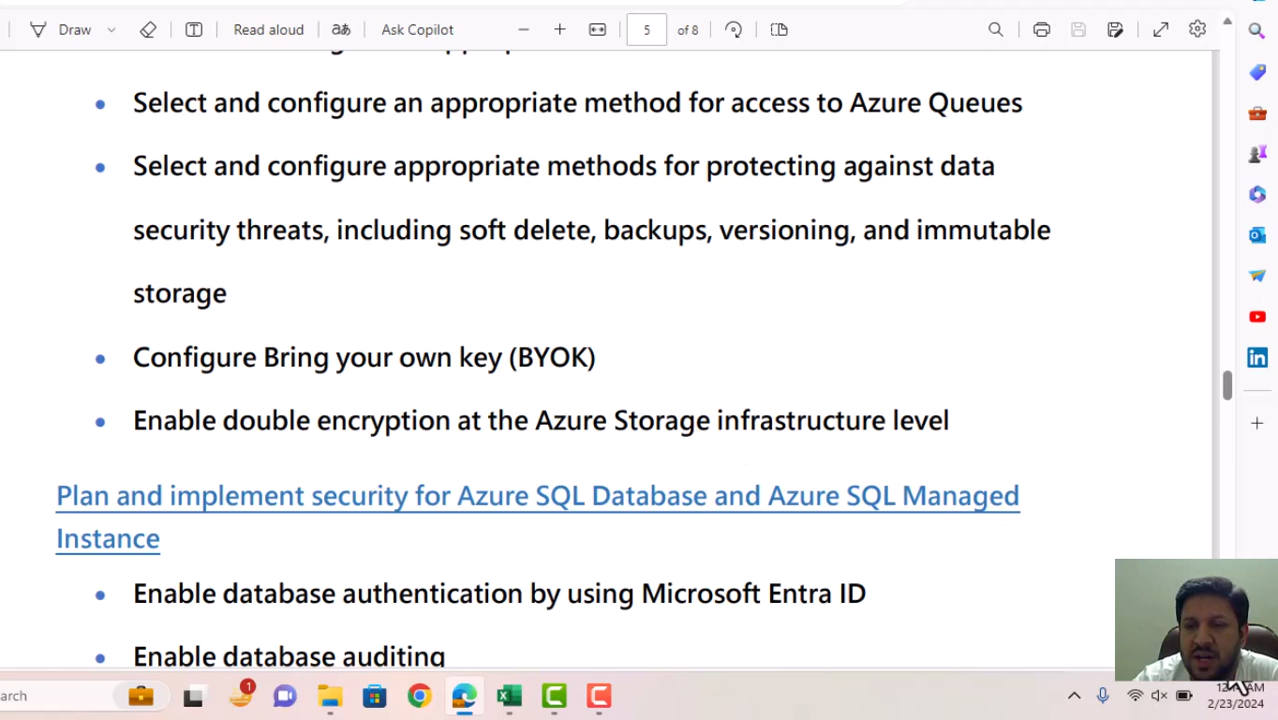 Draw
Read aloud
Ask Copilot
5
of 8
Select and configure an appropriate method for access to Azure Queues
Select and configure appropriate methods for protecting against data
security threats, including soft delete, backups, versioning, and immutable
storage
Configure Bring your own key (BYOK)
Enable double encryption at the Azure Storage infrastructure level
Plan and implement security for Azure SQL Database and Azure SQL Managed
Instance
Enable database authentication by using Microsoft Entra ID
Enable database auditing
arch
1
AM
2/23/2024